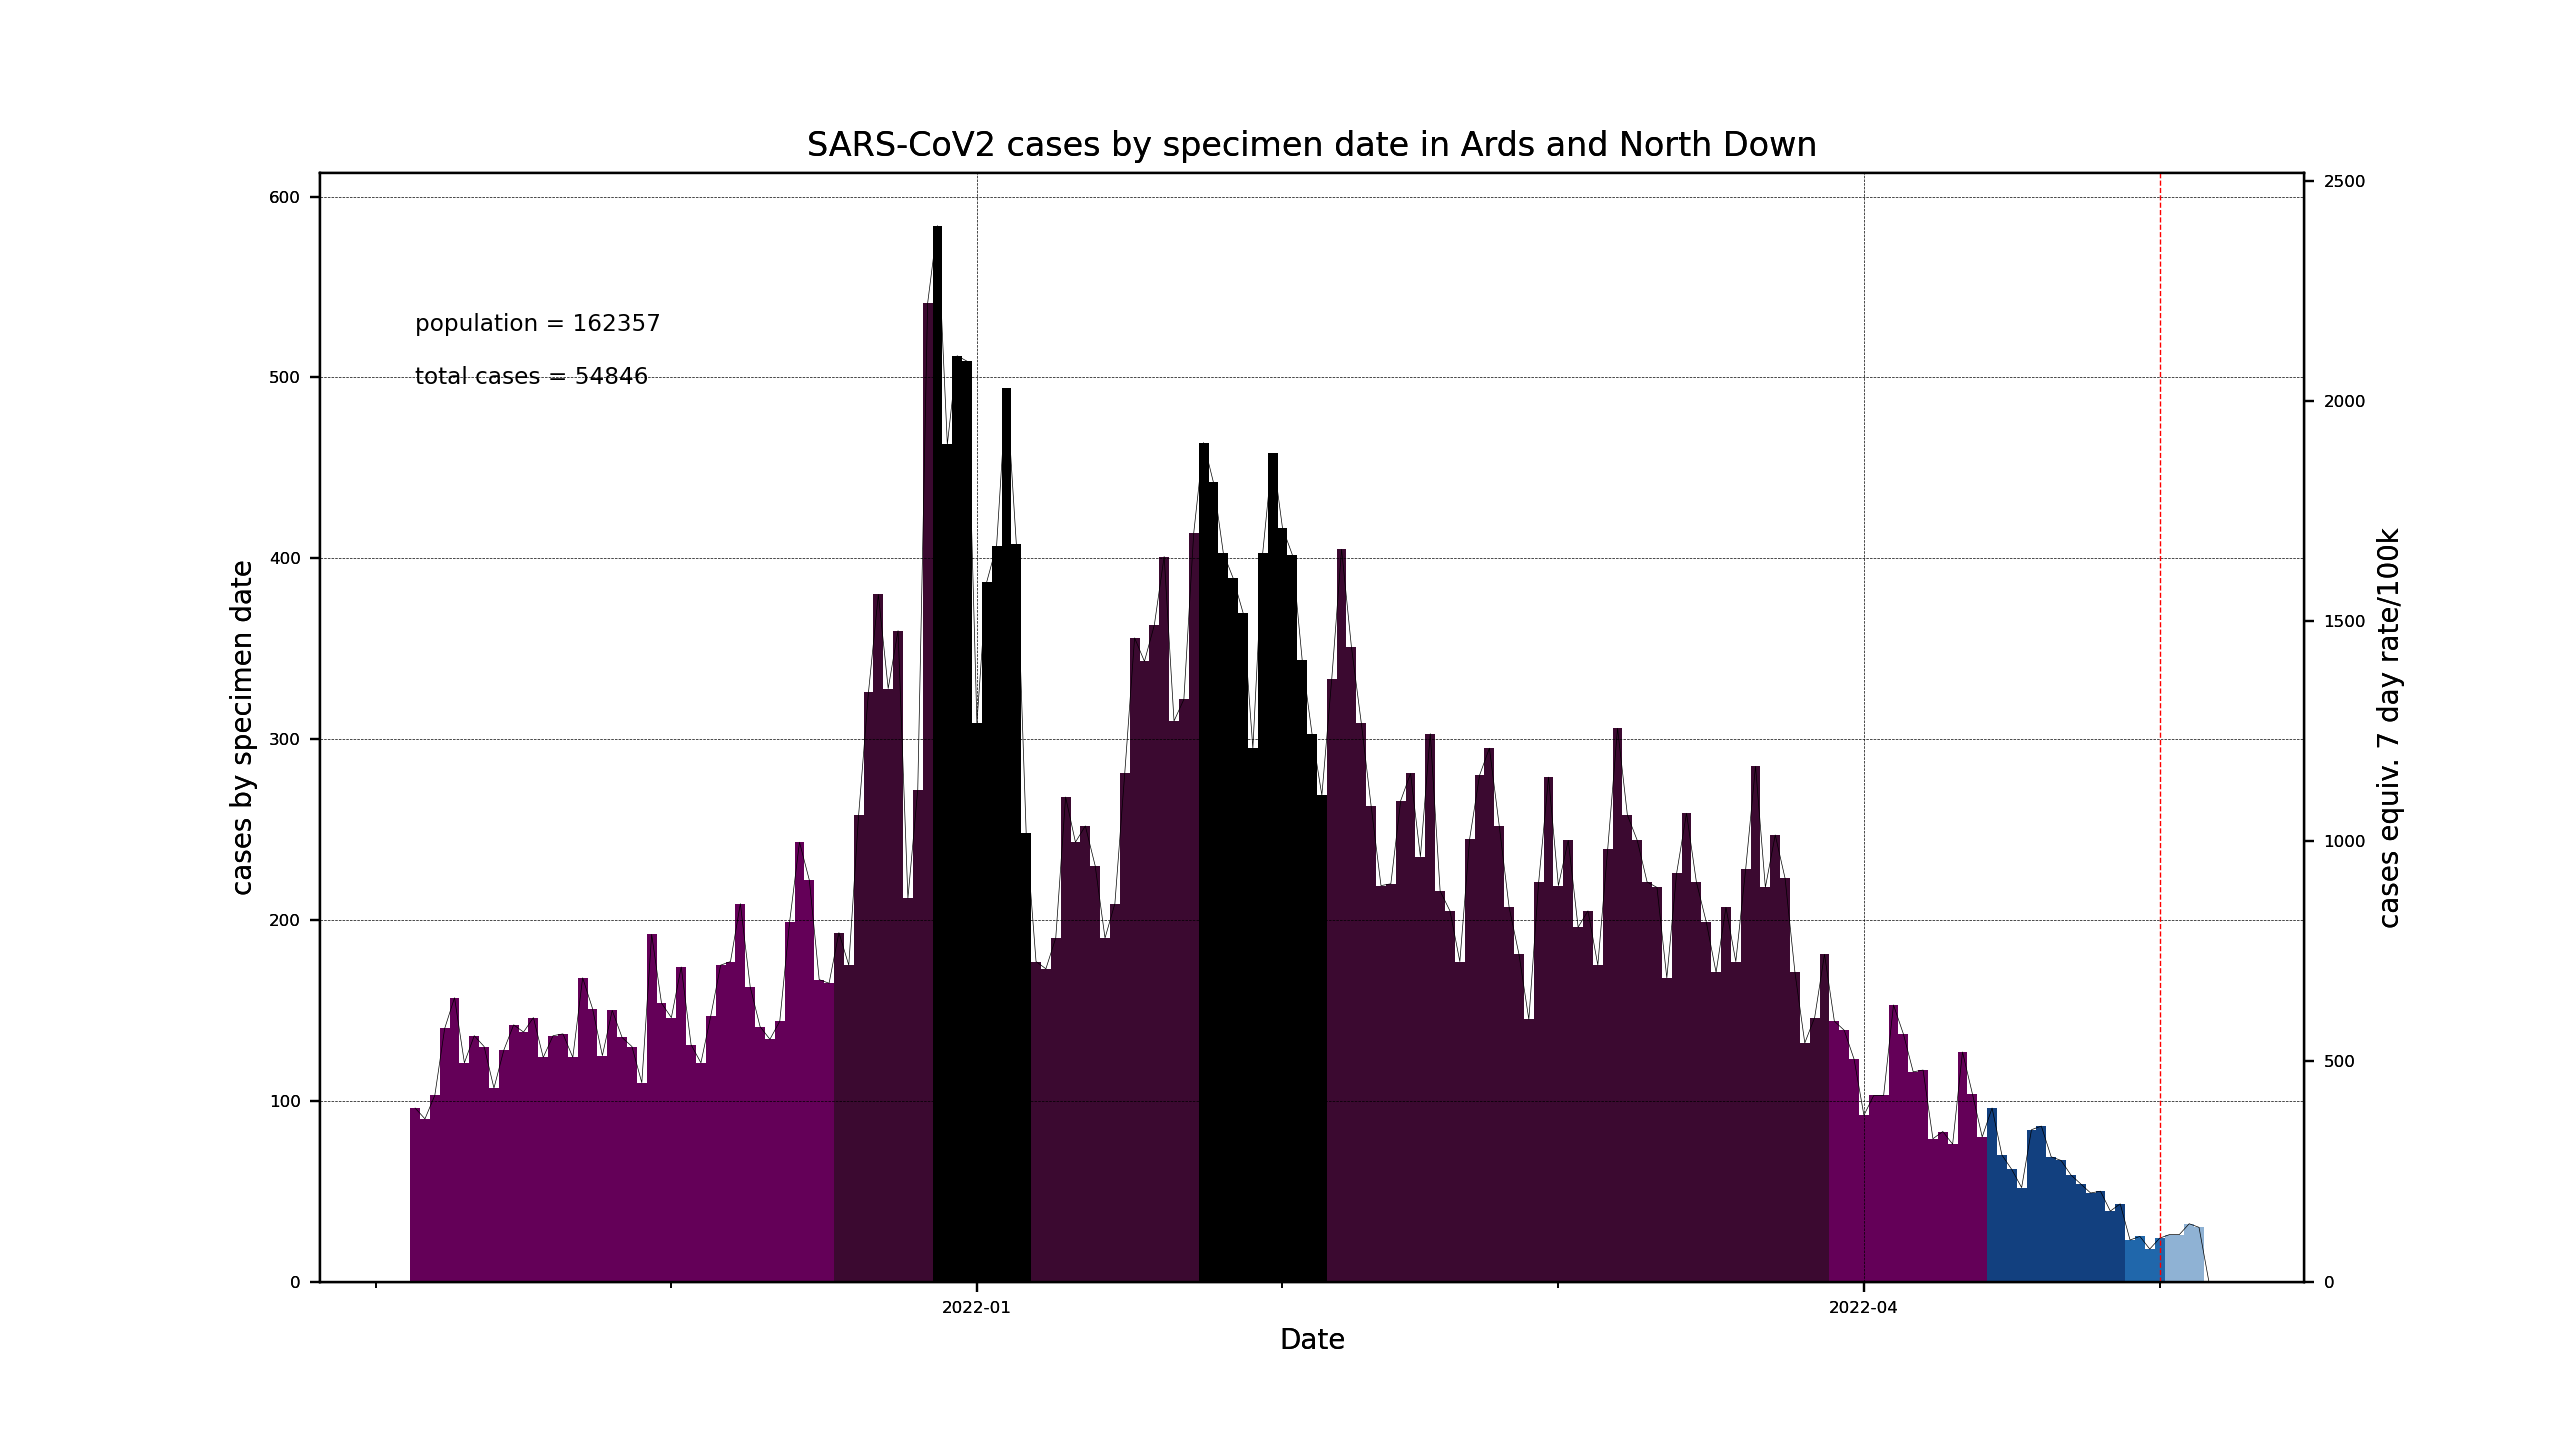 SARS-CoV2 cases by specimen date in Ards and North Down
population = 162357
total cases = 54846
cases by specimen date
600
500
400
300
200
100
0
2500
2000
1500
1000
500
0
cases equiv. 7 day rate/100k
2022-01
2022-04
Date